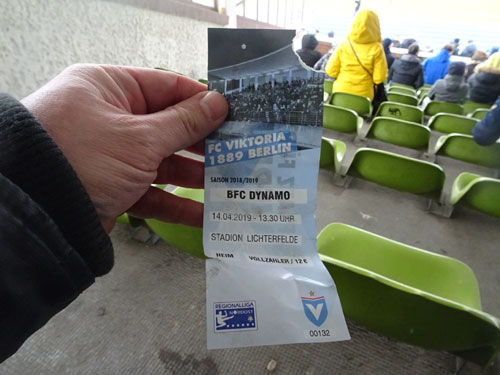 FC VIKTORIA
1889 BERLIN
SAISON 2018/2019
BFC DYNAMO
14.04.2019 - 13.30 UHR
STADION LICHTERFELDE
HEIM VOLLZAHLER / 12 €
REGIONALLIGA
NORDOST
V
00132